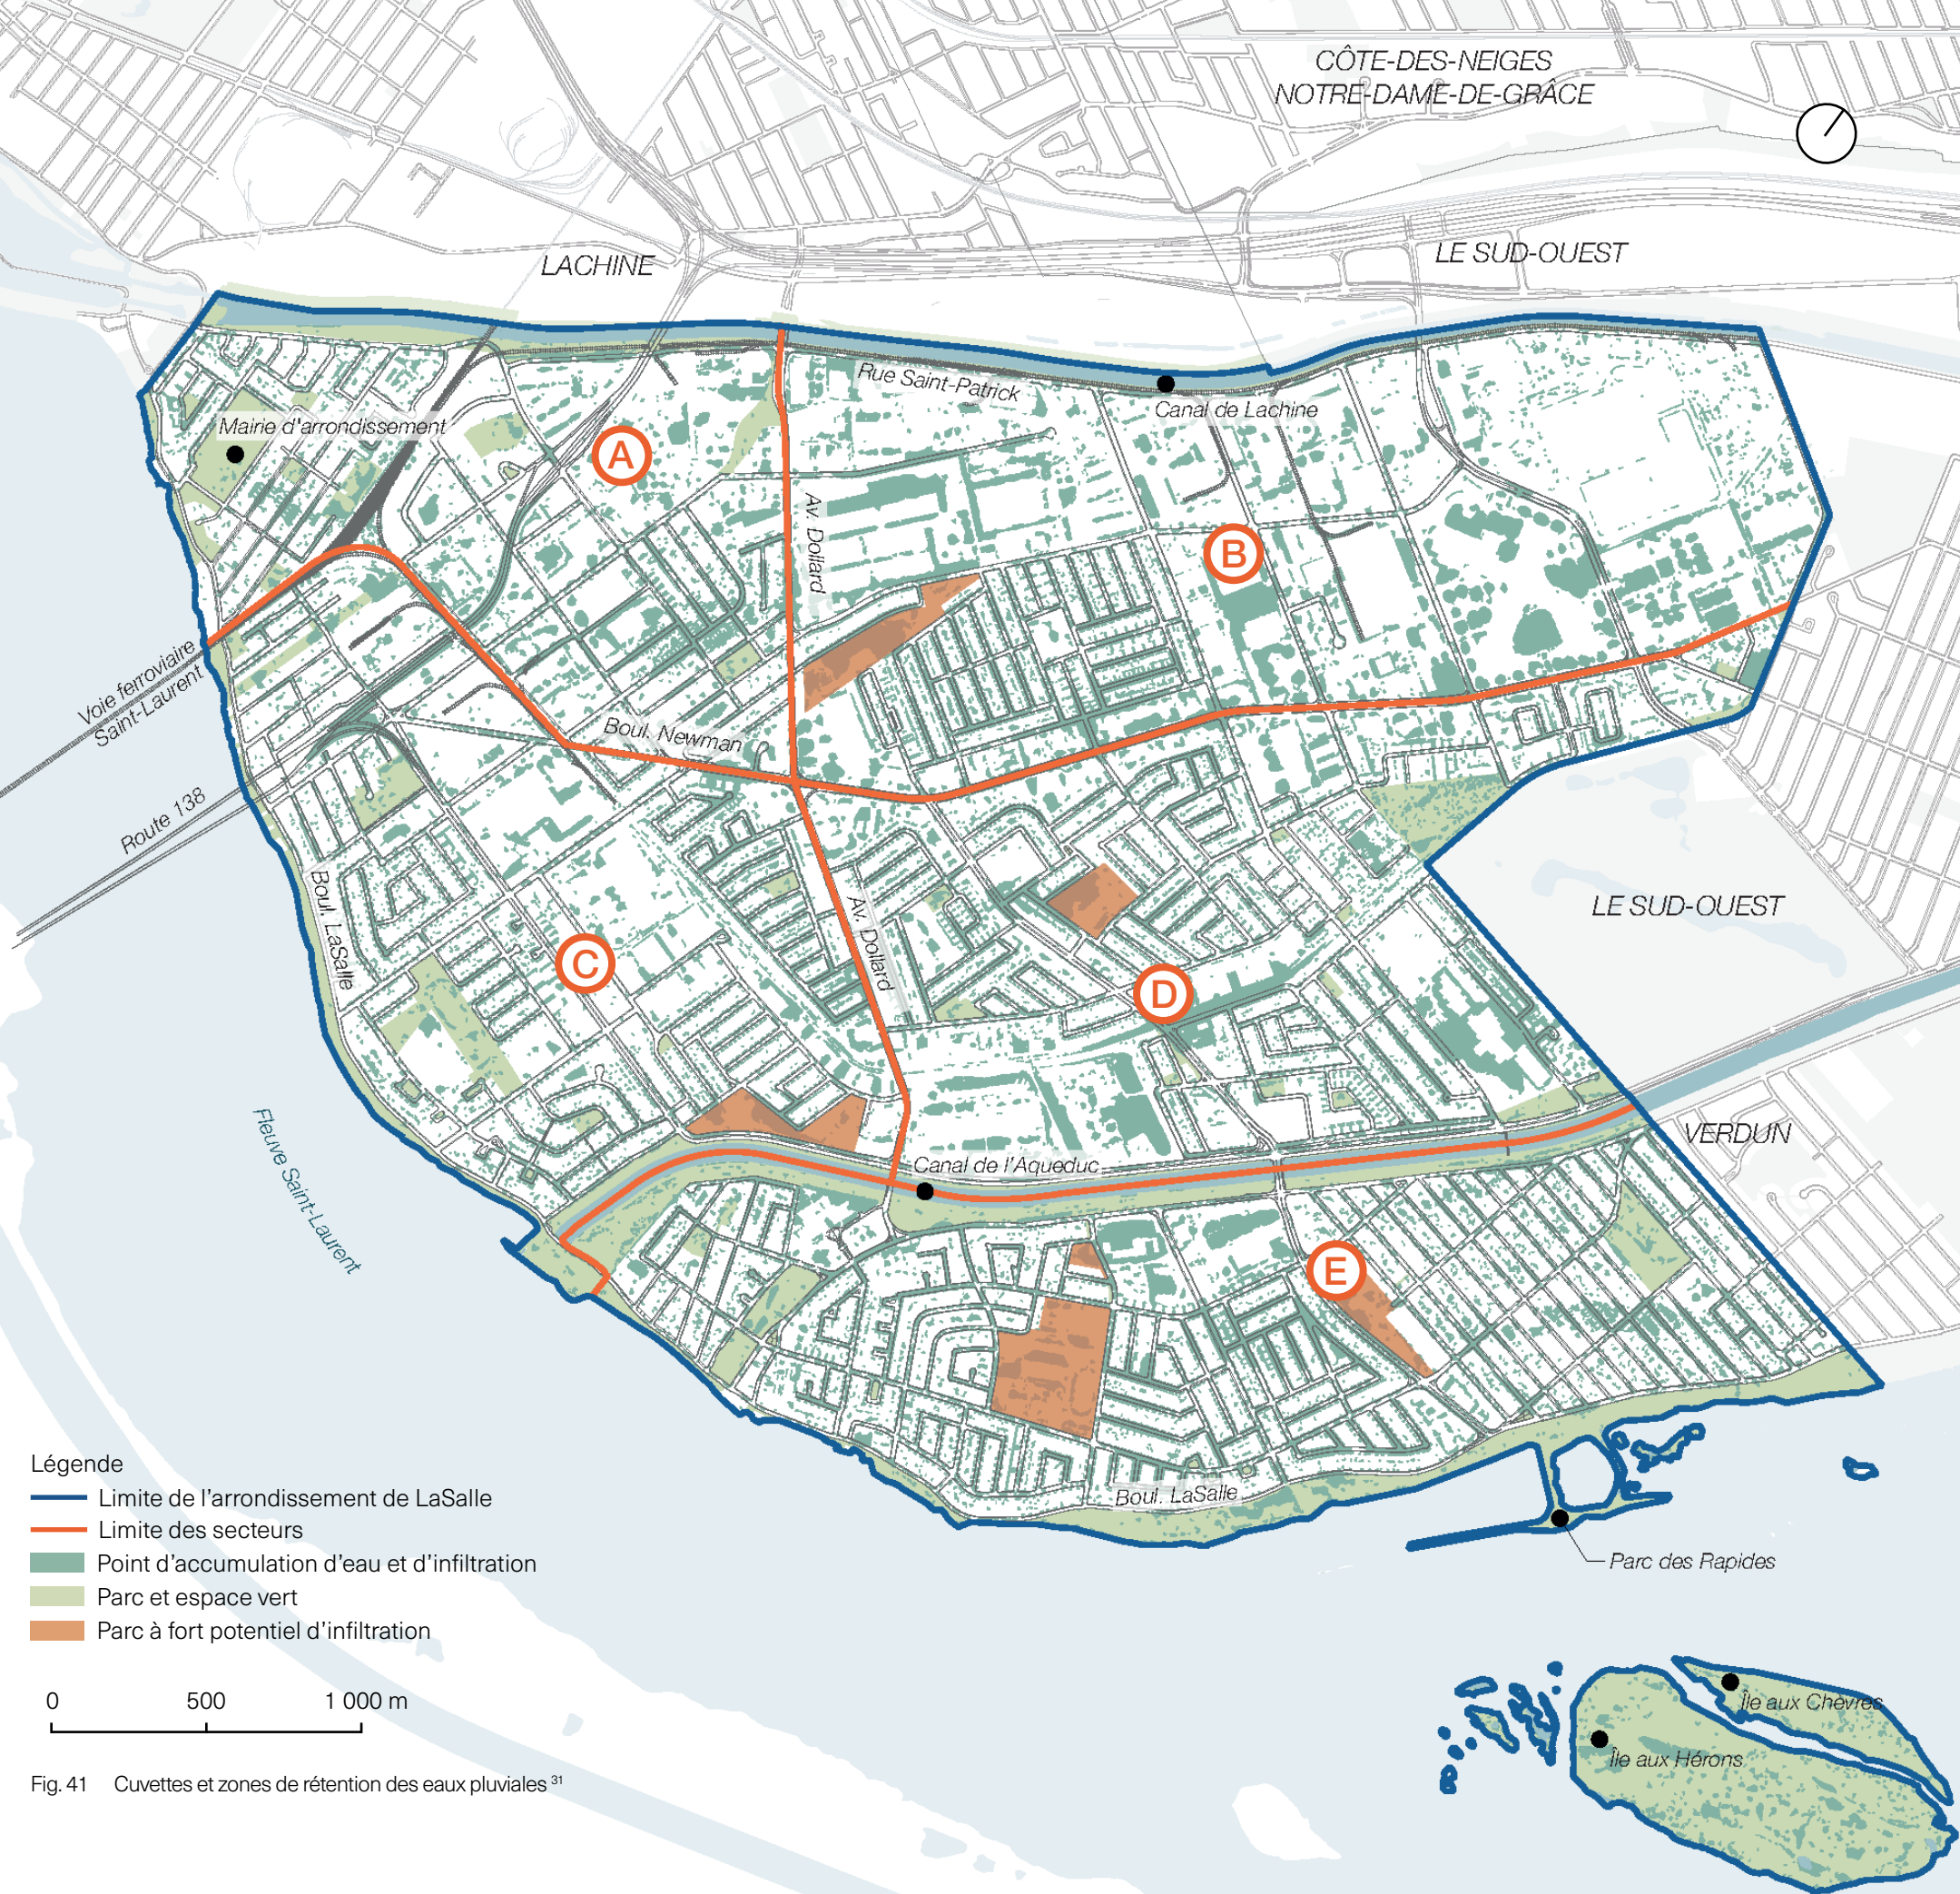 CÔTE-DES-NEIGES
NOTRE-DAME-DE-GRÂCE
LACHINE
LE SUD-OUEST
Rue Saint-Patrick
Canal de Lachine
Mairie d'arrondissement
A
Av. Dollard
B
Voie ferroviaire
Saint-Laurent
Boul. Newman
Route 138
Boul. LaSalle
Av. Dollard
LE SUD-OUEST
C
D
Fleuve Saint-Laurent
VERDUN
Canal de l'Aqueduc
E
Boul. LaSalle
Parc des Rapides
Île aux Chèvres
Île aux Hérons
Légende
Limite de l'arrondissement de LaSalle
Limite des secteurs
Point d'accumulation d'eau et d'infiltration
Parc et espace vert
Parc à fort potentiel d'infiltration
0 500 1 000 m
Fig. 41 Cuvettes et zones de rétention des eaux pluviales 31